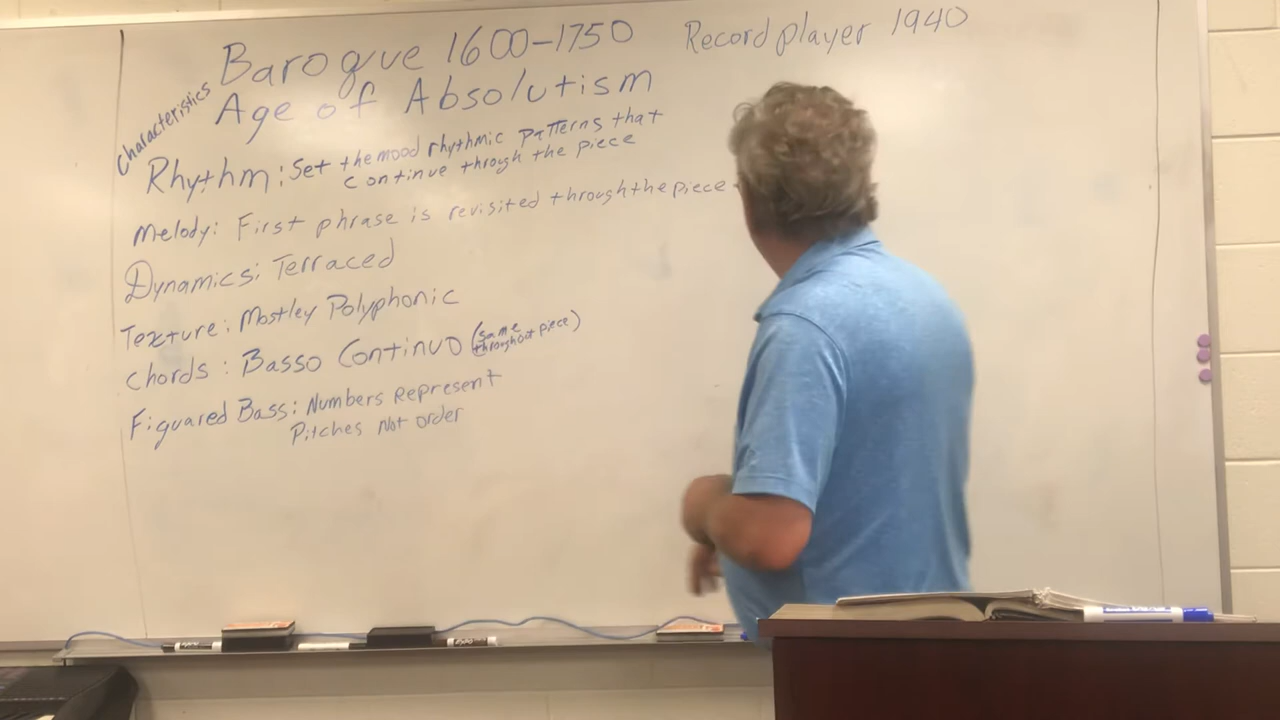 Baroque 1600-1750
Record player 1940
Characteristics
Age of Absolutism
Rhythm: Set the mood rhythmic patterns that
continue through the piece
Melody: First phrase is revisited through the piece
Dynamics: Terraced
Texture: Mostley Polyphonic
Chords: Basso Continuo (same
throughout piece)
Figuared Bass: Numbers Represent
Pitches Not order